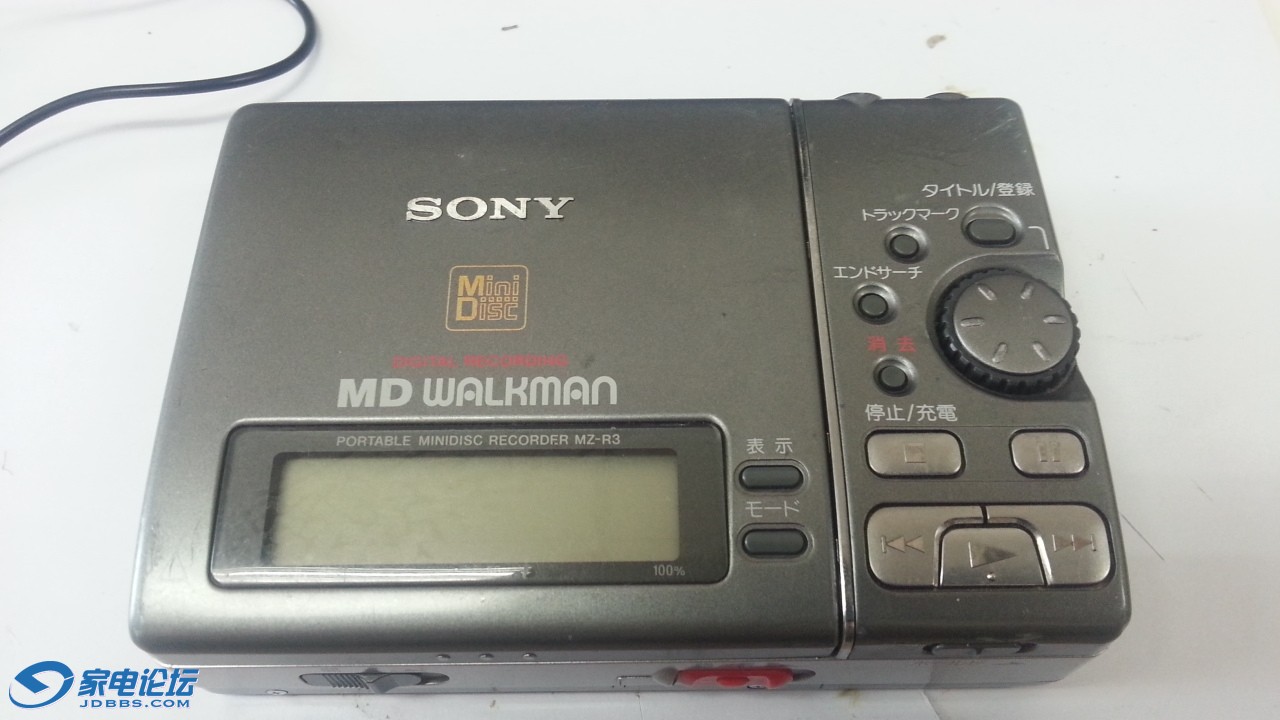 SONY
Mini
Disc
DIGITAL RECORDING
MD WALKMAN
PORTABLE MINIDISC RECORDER MZ-R3
100%
表示
モード
タイトル/登録
トラックマーク
エンドサーチ
消去
停止/充電
家电论坛
JDBBS.COM